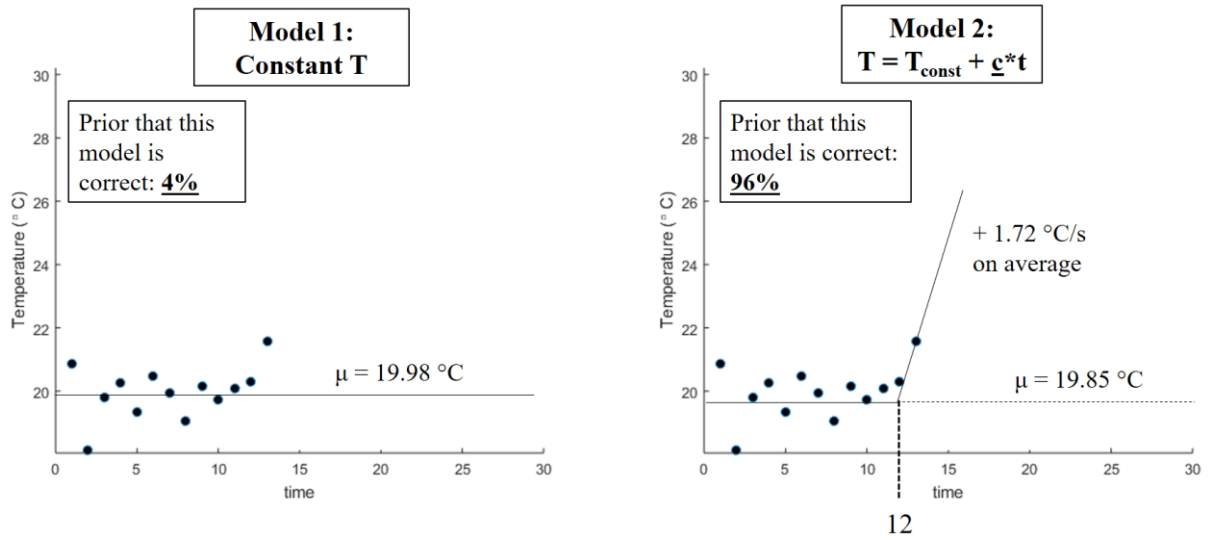 Model 1:
Constant T
Prior that this
model is
correct: 4%
Temperature (° C)
30
28
26
24
22
20
μ = 19.98 °C
0
5
10
15
20
25
30
time
Model 2:
T = Tconst + c*t
Prior that this
model is correct:
96%
Temperature (° C)
30
28
26
24
22
20
+ 1.72 °C/s
on average
μ = 19.85 °C
0
5
10
15
20
25
30
time
12